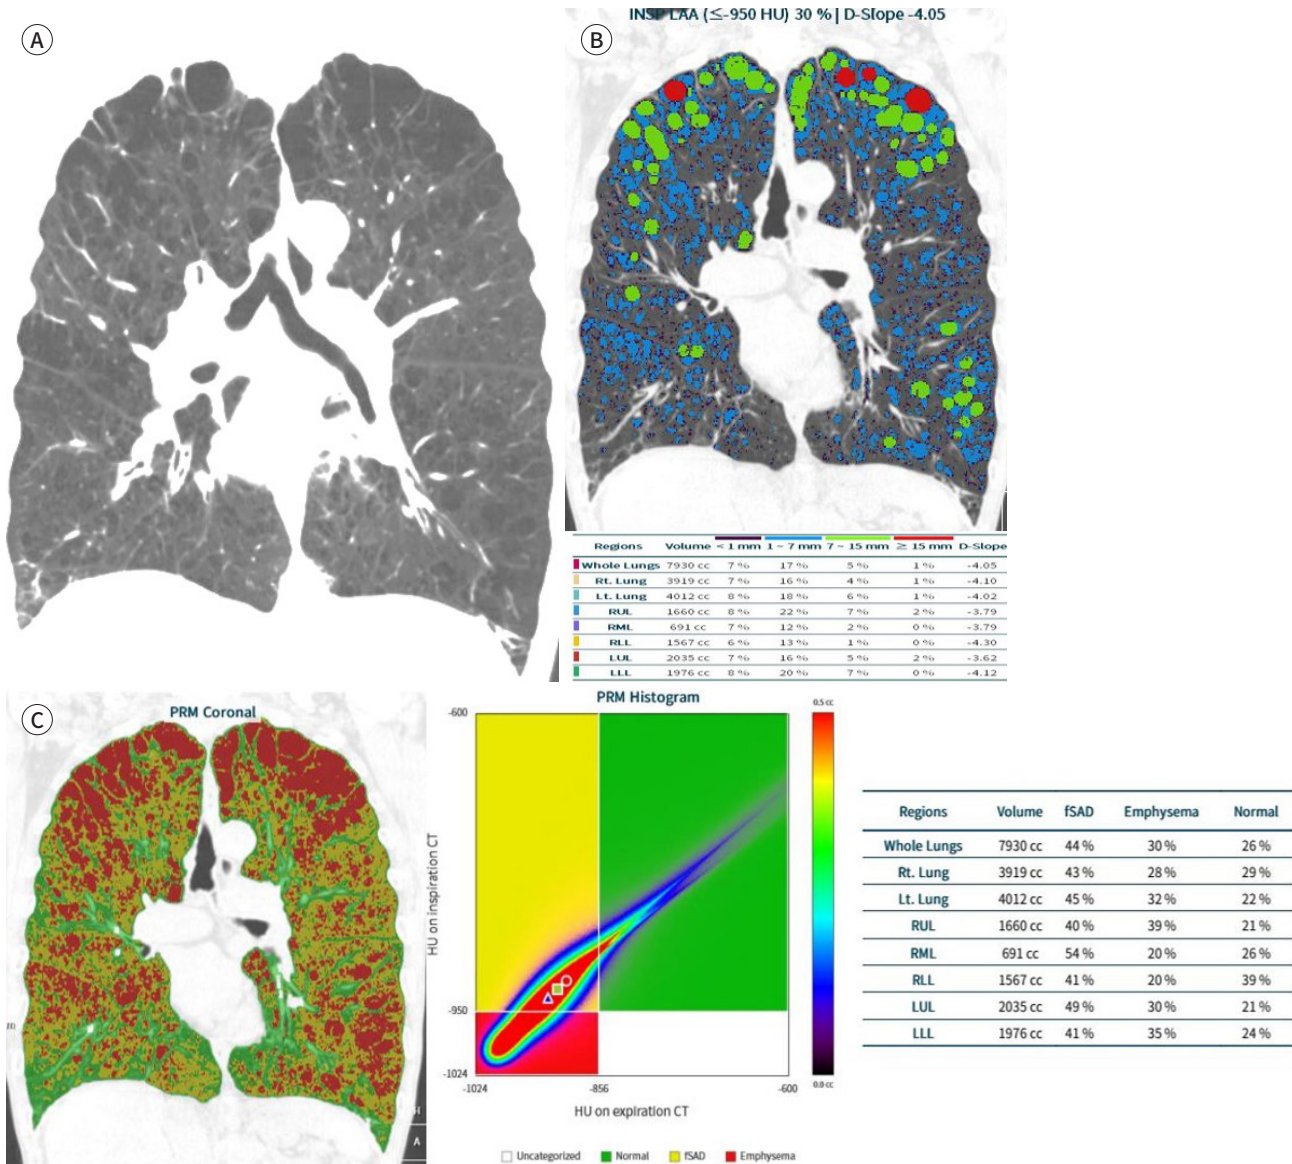 A
B
INSP LAA (≤-950 HU) 30 % | D-Slope -4.05
Regions Volume < 1 mm 1 ~ 7 mm 7 ~ 15 mm ≥ 15 mm D-Slope
Whole Lungs 7930 cc 7 % 17 % 5 % 1 % -4.05
Rt. Lung 3919 cc 7 % 16 % 4 % 1 % -4.10
Lt. Lung 4012 cc 8 % 18 % 6 % 1 % -4.02
RUL 1660 cc 8 % 22 % 7 % 2 % -3.79
RML 691 cc 7 % 12 % 2 % 0 % -3.79
RLL 1567 cc 6 % 13 % 1 % 0 % -4.30
LUL 2035 cc 7 % 16 % 5 % 2 % -3.62
LLL 1976 cc 8 % 20 % 7 % 0 % -4.12
C
PRM Coronal
H
A
PRM Histogram
-600
-950
-1024
-1024 -856 -600
HU on inspiration CT
HU on expiration CT
0.5 cc
0.0 cc
Uncategorized Normal fSAD Emphysema
Regions Volume fSAD Emphysema Normal
Whole Lungs 7930 cc 44 % 30 % 26 %
Rt. Lung 3919 cc 43 % 28 % 29 %
Lt. Lung 4012 cc 45 % 32 % 22 %
RUL 1660 cc 40 % 39 % 21 %
RML 691 cc 54 % 20 % 26 %
RLL 1567 cc 41 % 20 % 39 %
LUL 2035 cc 49 % 30 % 21 %
LLL 1976 cc 41 % 35 % 24 %